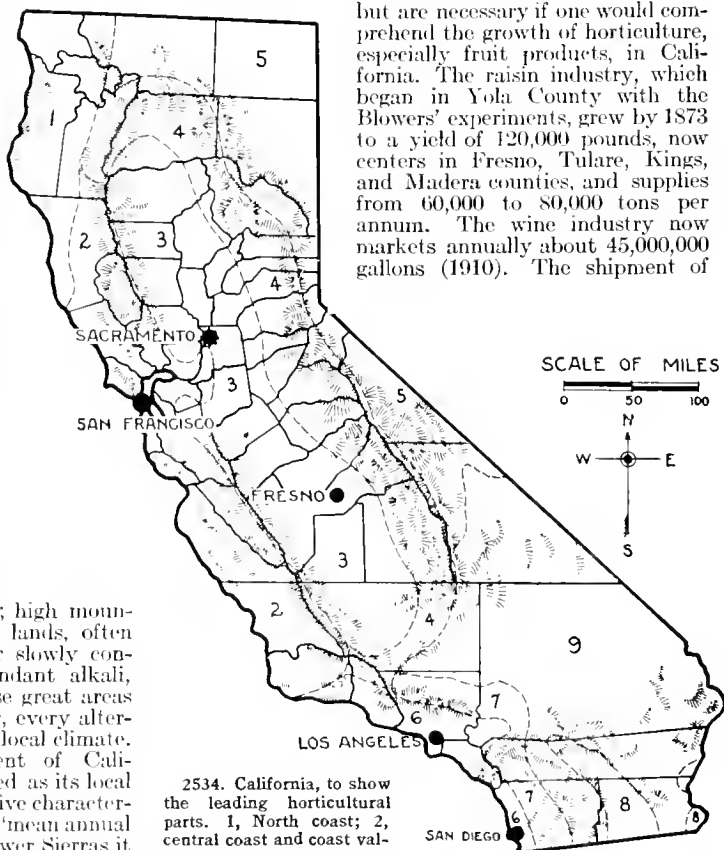 but are necessary if one would com-
prehend the growth of horticulture,
especially fruit products, in Cali-
fornia. The raisin industry, which
began in Yola County with the
Blowers' experiments, grew by 1873
to a yield of 120,000 pounds, now
centers in Fresno, Tulare, Kings,
and Madera counties, and supplies
from 60,000 to 80,000 tons per
annum. The wine industry now
markets annually about 45,000,000
gallons (1910). The shipment of
5
1
4
2
3
4
SACRAMENTO
SCALE OF MILES
0 50 100
3
5
SAN FRANCISCO
N
W E
S
FRESNO
3
2
4
9
7
6
LOS ANGELES
7
8
8
6
SAN DIEGO
; high moun-
lands, often
r slowly con-
ndant alkali,
se great areas
, every alter-
local climate.
ent of Cali-
ed as its local
ive character-
'mean annual
wer Sierras it
2534. California, to show
the leading horticultural
parts. 1, North coast; 2,
central coast and coast val-